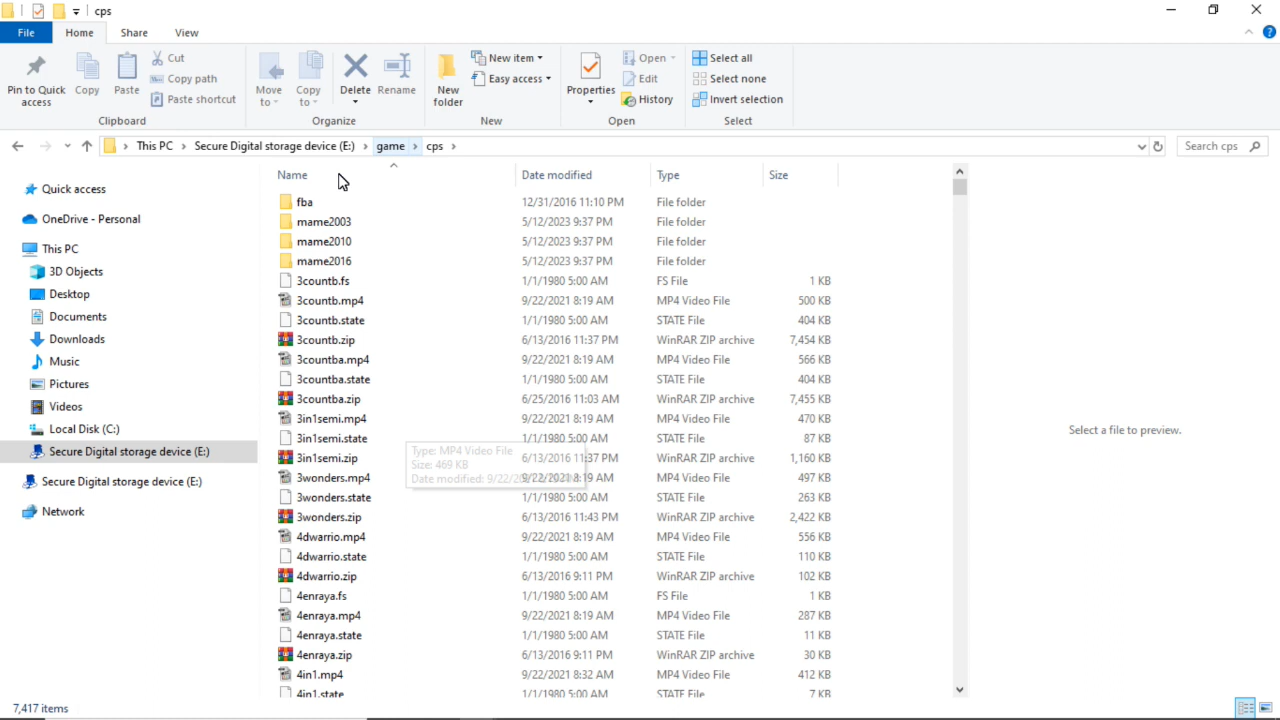 cps
File Home Share View
Pin to Quick access
Copy
Paste
Cut
Copy path
Paste shortcut
Clipboard
Move to
Copy to
Delete
Rename
Organize
New folder
New item
Easy access
New
Properties
Open
Edit
History
Open
Select all
Select none
Invert selection
Select
This PC > Secure Digital storage device (E:) > game > cps >
Search cps
Quick access
OneDrive - Personal
This PC
3D Objects
Desktop
Documents
Downloads
Music
Pictures
Videos
Local Disk (C:)
Secure Digital storage device (E:)
Secure Digital storage device (E:)
Network
Name Date modified Type Size
fba 12/31/2016 11:10 PM File folder
mame2003 5/12/2023 9:37 PM File folder
mame2010 5/12/2023 9:37 PM File folder
mame2016 5/12/2023 9:37 PM File folder
3countb.fs 1/1/1980 5:00 AM FS File 1 KB
3countb.mp4 9/22/2021 8:19 AM MP4 Video File 500 KB
3countb.state 1/1/1980 5:00 AM STATE File 404 KB
3countb.zip 6/13/2016 11:37 PM WinRAR ZIP archive 7,454 KB
3countba.mp4 9/22/2021 8:19 AM MP4 Video File 566 KB
3countba.state 1/1/1980 5:00 AM STATE File 404 KB
3countba.zip 6/25/2016 11:03 AM WinRAR ZIP archive 7,455 KB
3in1semi.mp4 9/22/2021 8:19 AM MP4 Video File 470 KB
3in1semi.state 1/1/1980 5:00 AM STATE File 87 KB
3in1semi.zip 6/13/2016 11:37 PM WinRAR ZIP archive 1,160 KB
3wonders.mp4 9/22/2021 8:19 AM MP4 Video File 497 KB
3wonders.state 1/1/1980 5:00 AM STATE File 263 KB
3wonders.zip 6/13/2016 11:43 PM WinRAR ZIP archive 2,422 KB
4dwarrio.mp4 9/22/2021 8:19 AM MP4 Video File 556 KB
4dwarrio.state 1/1/1980 5:00 AM STATE File 110 KB
4dwarrio.zip 6/13/2016 9:11 PM WinRAR ZIP archive 102 KB
4enraya.fs 1/1/1980 5:00 AM FS File 1 KB
4enraya.mp4 9/22/2021 8:19 AM MP4 Video File 287 KB
4enraya.state 1/1/1980 5:00 AM STATE File 11 KB
4enraya.zip 6/13/2016 9:11 PM WinRAR ZIP archive 30 KB
4in1.mp4 9/22/2021 8:32 AM MP4 Video File 412 KB
4in1.state 1/1/1980 5:00 AM STATE File 7 KB
Type: MP4 Video File
Size: 469 KB
Date modified:
Select a file to preview.
7,417 items